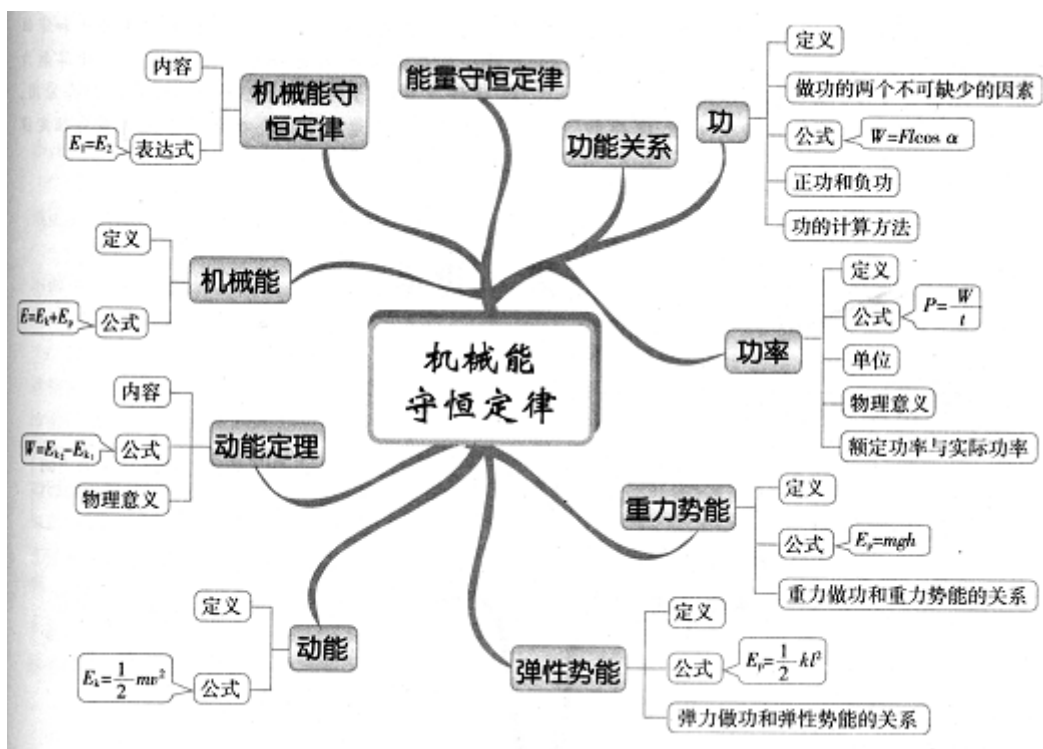 机械能
守恒定律
能量守恒定律
功能关系
功
定义
做功的两个不可缺少的因素
公式
W=Flcos α
正功和负功
功的计算方法
功率
定义
公式
P=W/t
单位
物理意义
额定功率与实际功率
重力势能
定义
公式
Eₚ=mgh
重力做功和重力势能的关系
弹性势能
定义
公式
Eₚ=1/2 kl²
弹力做功和弹性势能的关系
动能
定义
公式
Eₖ=1/2 mv²
动能定理
内容
公式
W=Eₖ₂-Eₖ₁
物理意义
机械能
定义
公式
E=Eₖ+Eₚ
机械能守
恒定律
内容
表达式
E₁=E₂